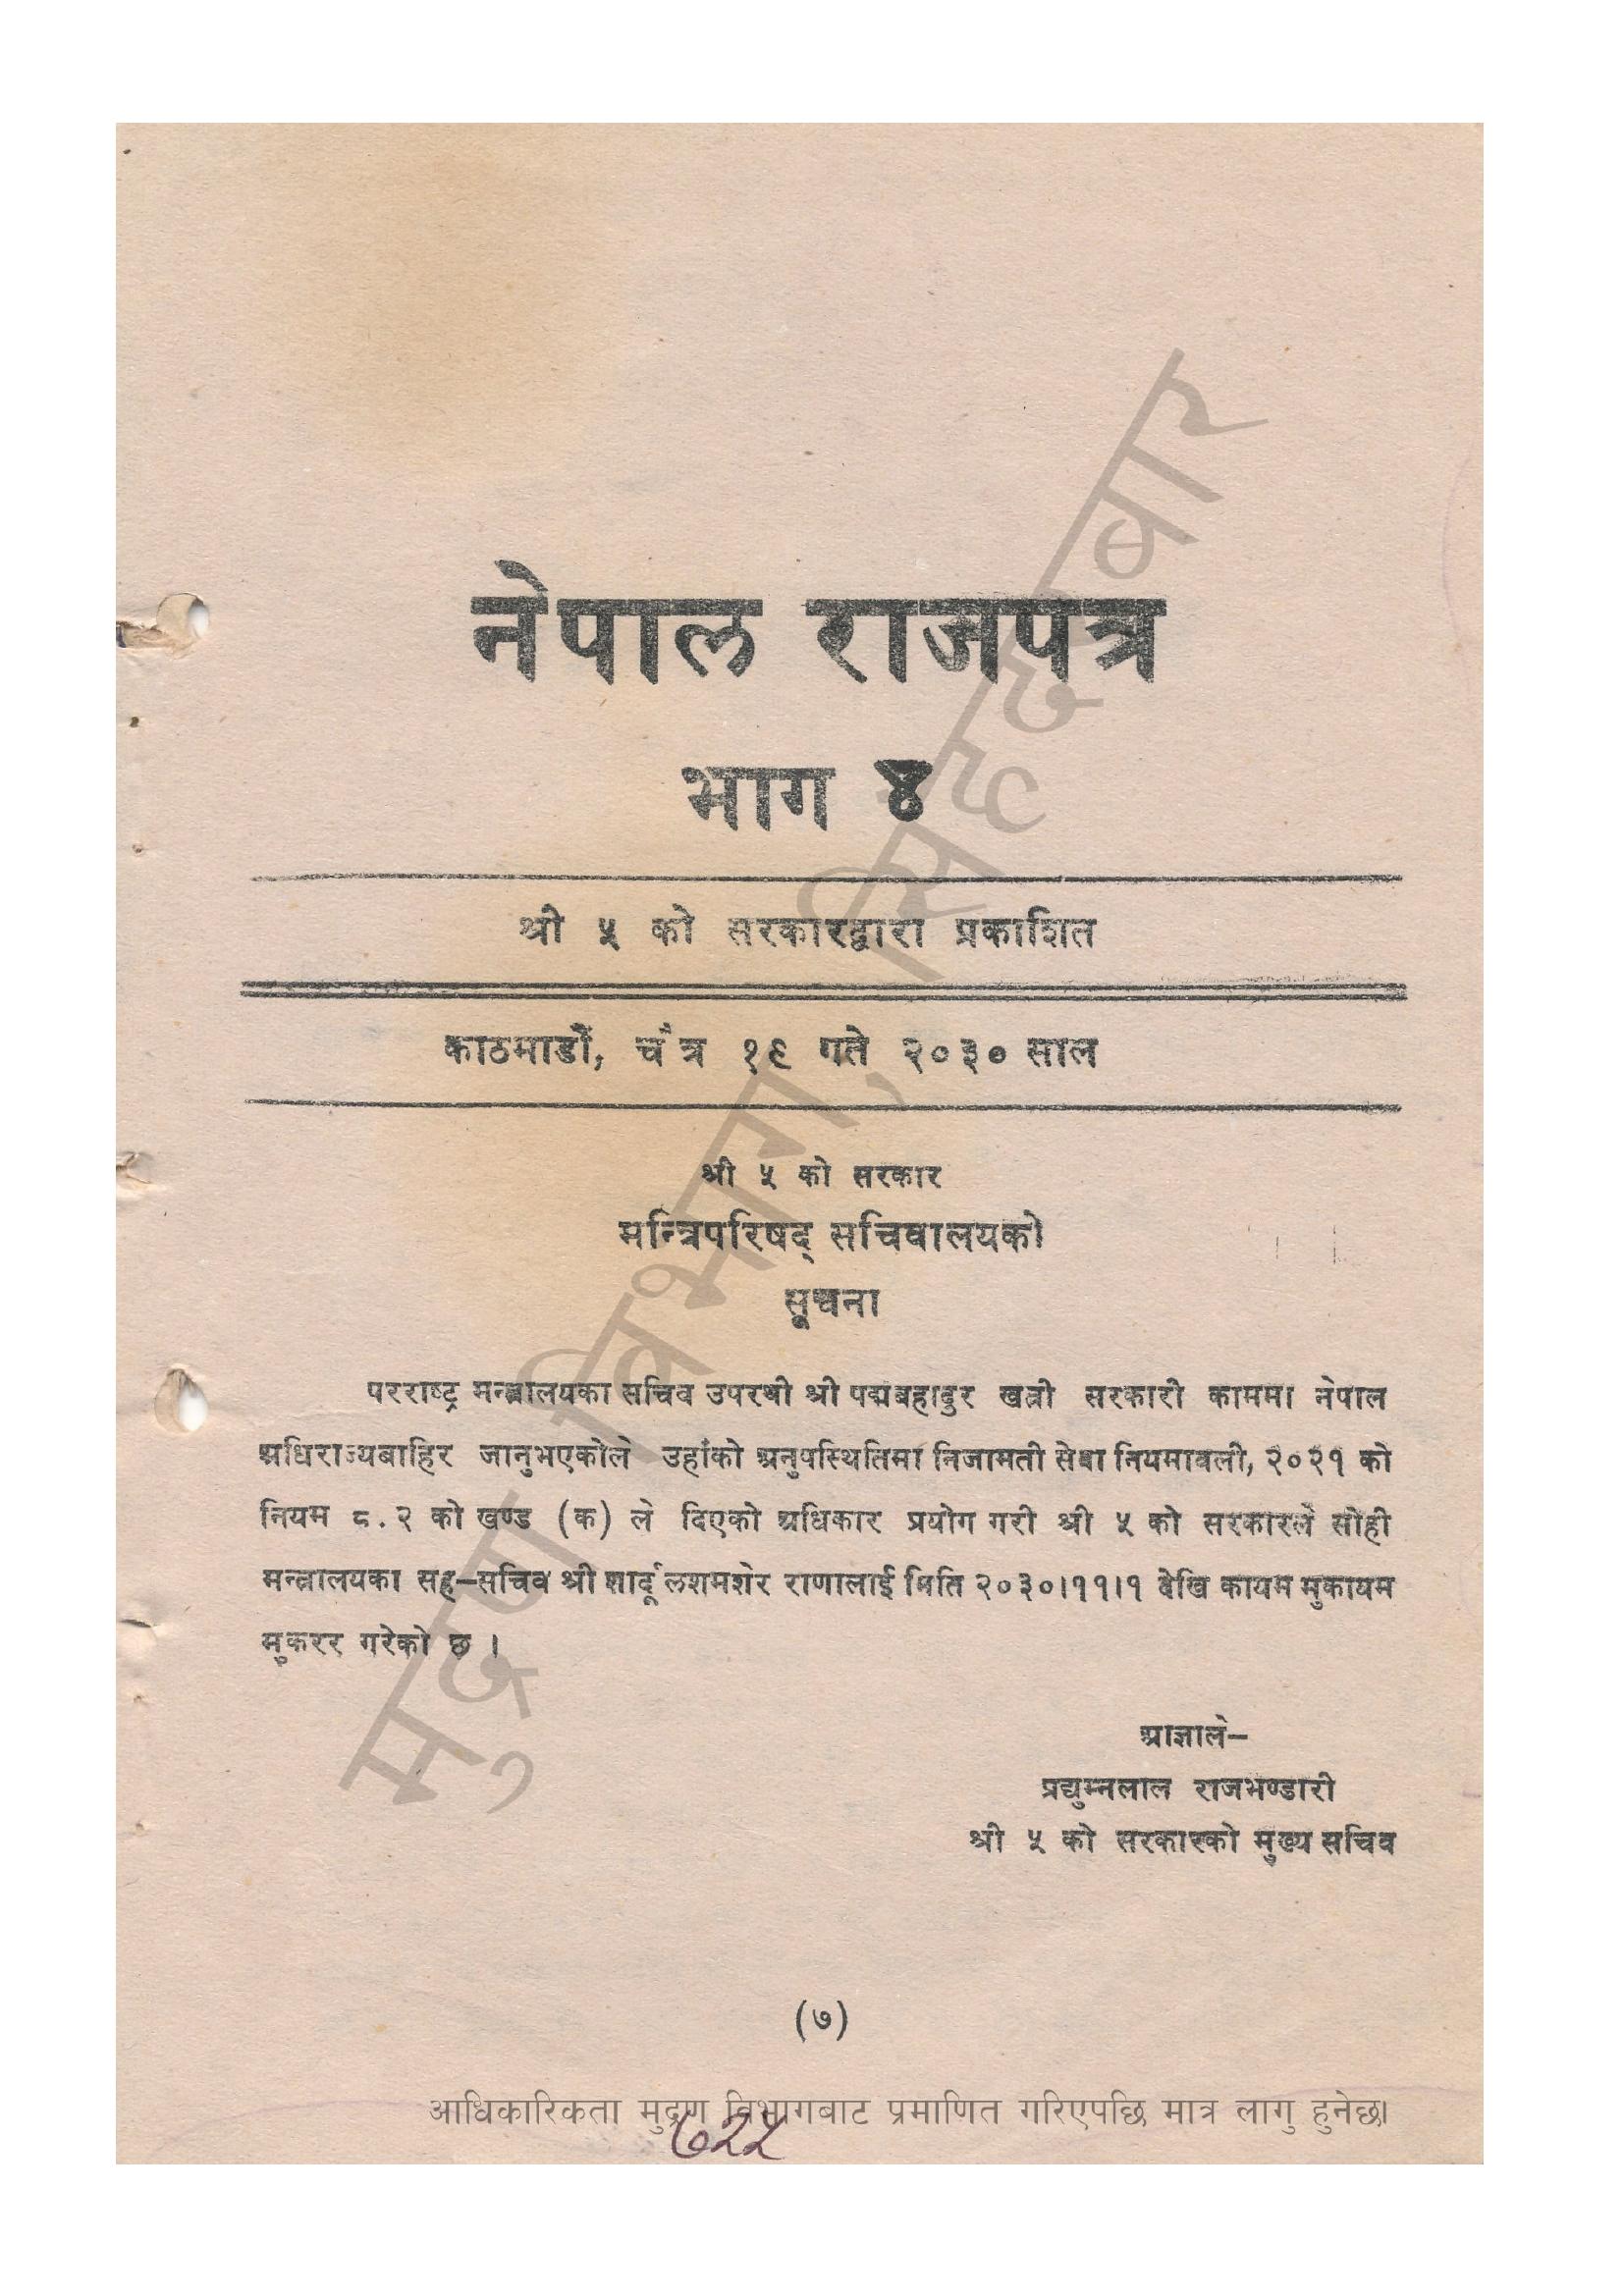 नेपाल राजपत्र
भाग ४
श्री ५ को सरकारद्वारा प्रकाशित
काठमाडौं, चैत्र १९ गते २०३० साल
श्री ५ को सरकार
मन्त्रिपरिषद् सचिवालयको
सूचना
परराष्ट्र मन्त्रालयका सचिव उपरथी श्री पद्मबहादुर खत्री सरकारी काममा नेपाल
अधिराज्यबाहिर जानुभएकोले उहांको अनुपस्थितिमा निजामती सेवा नियमावली, २०२१ को
नियम ८.२ को खण्ड (क) ले दिएको अधिकार प्रयोग गरी श्री ५ को सरकारले सोही
मन्त्रालयका सह-सचिव श्री शार्दूलशमशेर राणालाई मिति २०३०।११।१ देखि कायम मुकायम
मुकरर गरेको छ ।
आज्ञाले-
प्रद्युम्नलाल राजभण्डारी
श्री ५ को सरकारको मुख्य सचिव
(७)
आधिकारिकता मुद्रण विभागबाट प्रमाणित गरिएपछि मात्र लागु हुनेछ।
७२५
मुद्रण विभाग, सिंहदरबार